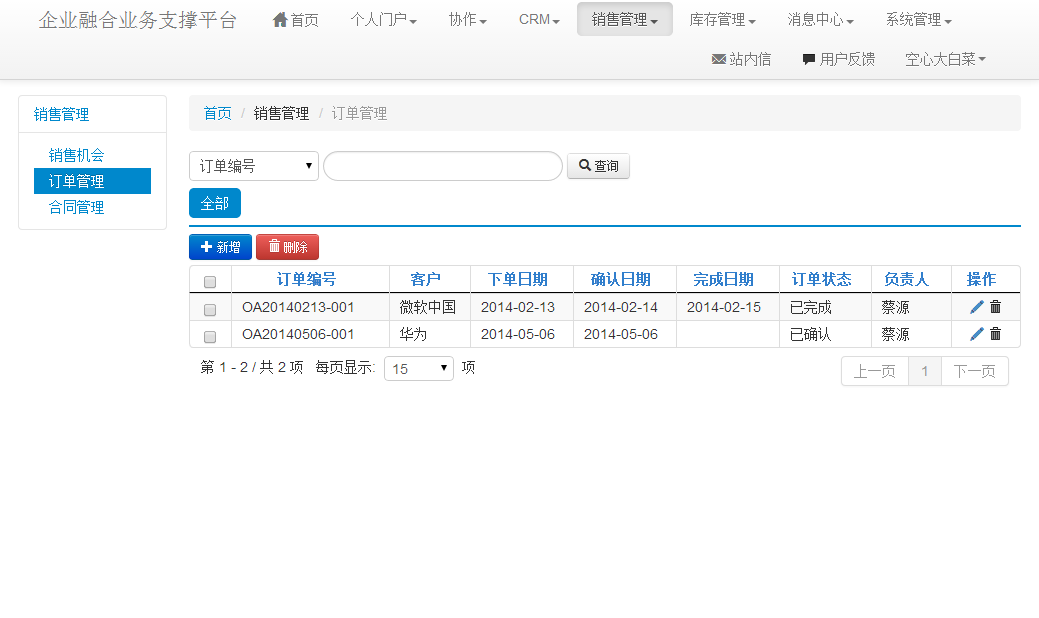 企业融合业务支撑平台 首页 个人门户 协作 CRM 销售管理 库存管理 消息中心 系统管理
站内信 用户反馈 空心大白菜
销售管理
销售机会
订单管理
合同管理
首页 / 销售管理 / 订单管理
订单编号 查询
全部
新增 删除
订单编号 客户 下单日期 确认日期 完成日期 订单状态 负责人 操作
OA20140213-001 微软中国 2014-02-13 2014-02-14 2014-02-15 已完成 蔡源
OA20140506-001 华为 2014-05-06 2014-05-06 已确认 蔡源
第 1 - 2 / 共 2 项 每页显示: 15 项 上一页 1 下一页